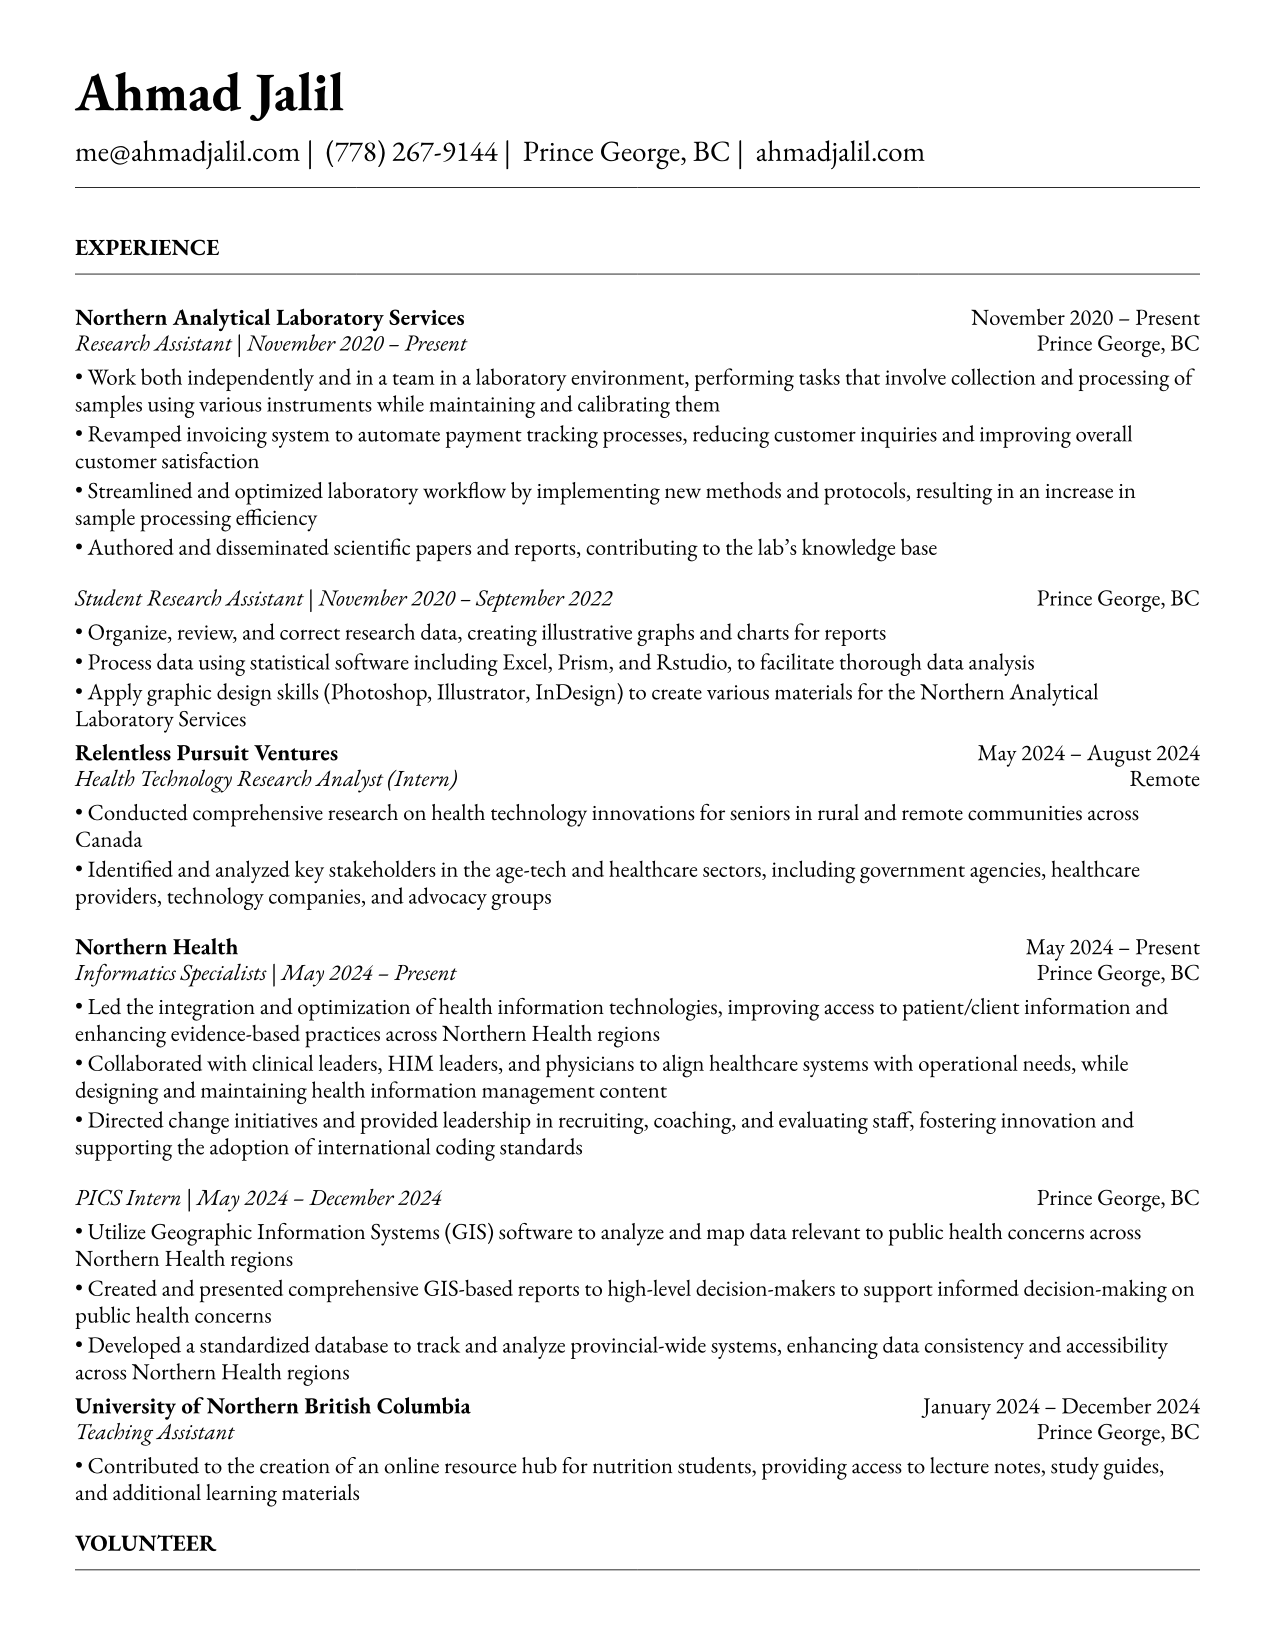 Ahmad Jalil
me@ahmadjalil.com | (778) 267-9144 | Prince George, BC | ahmadjalil.com
EXPERIENCE
Northern Analytical Laboratory Services November 2020 – Present
Research Assistant | November 2020 – Present Prince George, BC
• Work both independently and in a team in a laboratory environment, performing tasks that involve collection and processing of
samples using various instruments while maintaining and calibrating them
• Revamped invoicing system to automate payment tracking processes, reducing customer inquiries and improving overall
customer satisfaction
• Streamlined and optimized laboratory workflow by implementing new methods and protocols, resulting in an increase in
sample processing efficiency
• Authored and disseminated scientific papers and reports, contributing to the lab’s knowledge base
Student Research Assistant | November 2020 – September 2022 Prince George, BC
• Organize, review, and correct research data, creating illustrative graphs and charts for reports
• Process data using statistical software including Excel, Prism, and Rstudio, to facilitate thorough data analysis
• Apply graphic design skills (Photoshop, Illustrator, InDesign) to create various materials for the Northern Analytical
Laboratory Services
Relentless Pursuit Ventures May 2024 – August 2024
Health Technology Research Analyst (Intern) Remote
• Conducted comprehensive research on health technology innovations for seniors in rural and remote communities across
Canada
• Identified and analyzed key stakeholders in the age-tech and healthcare sectors, including government agencies, healthcare
providers, technology companies, and advocacy groups
Northern Health May 2024 – Present
Informatics Specialists | May 2024 – Present Prince George, BC
• Led the integration and optimization of health information technologies, improving access to patient/client information and
enhancing evidence-based practices across Northern Health regions
• Collaborated with clinical leaders, HIM leaders, and physicians to align healthcare systems with operational needs, while
designing and maintaining health information management content
• Directed change initiatives and provided leadership in recruiting, coaching, and evaluating staff, fostering innovation and
supporting the adoption of international coding standards
PICS Intern | May 2024 – December 2024 Prince George, BC
• Utilize Geographic Information Systems (GIS) software to analyze and map data relevant to public health concerns across
Northern Health regions
• Created and presented comprehensive GIS-based reports to high-level decision-makers to support informed decision-making on
public health concerns
• Developed a standardized database to track and analyze provincial-wide systems, enhancing data consistency and accessibility
across Northern Health regions
University of Northern British Columbia January 2024 – December 2024
Teaching Assistant Prince George, BC
• Contributed to the creation of an online resource hub for nutrition students, providing access to lecture notes, study guides,
and additional learning materials
VOLUNTEER